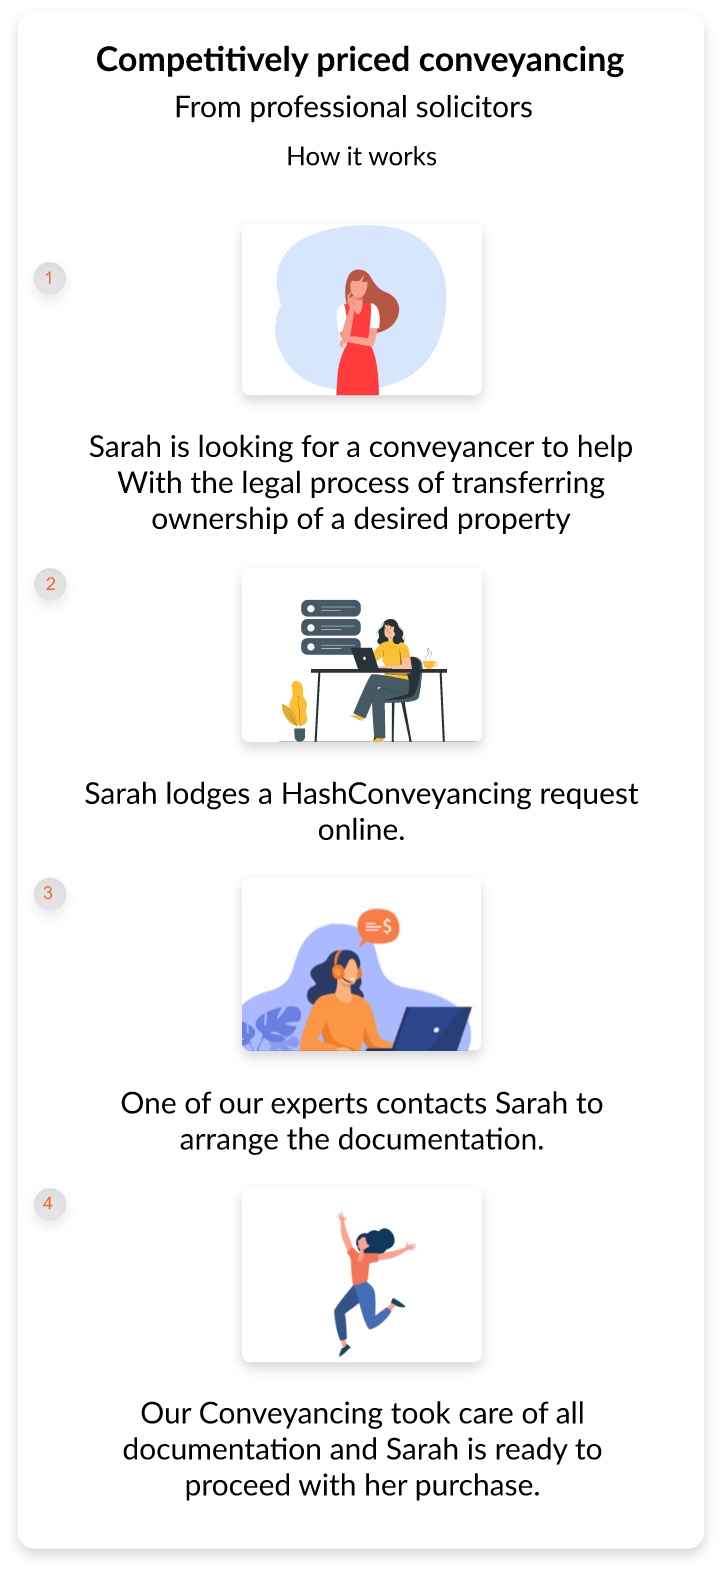 Competitively priced conveyancing
From professional solicitors
How it works
1
Sarah is looking for a conveyancer to help
With the legal process of transferring
ownership of a desired property
2
Sarah lodges a HashConveyancing request
online.
3
$
One of our experts contacts Sarah to
arrange the documentation.
4
Our Conveyancing took care of all
documentation and Sarah is ready to
proceed with her purchase.